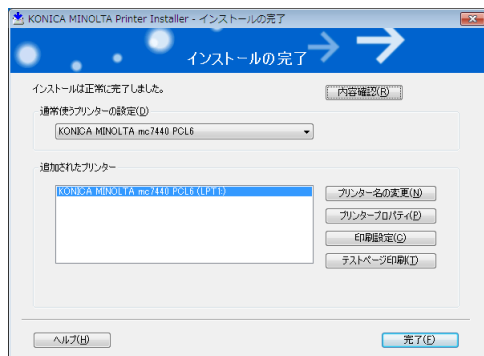 KONICA MINOLTA Printer Installer - インストールの完了
インストールの完了
インストールは正常に完了しました。
内容確認(R)
通常使うプリンターの設定(D)
KONICA MINOLTA mc7440 PCL6
追加されたプリンター
KONICA MINOLTA mc7440 PCL6 (LPT1:)
プリンター名の変更(N)
プリンタープロパティ(P)
印刷設定(C)
テストページ印刷(T)
ヘルプ(H)
完了(F)